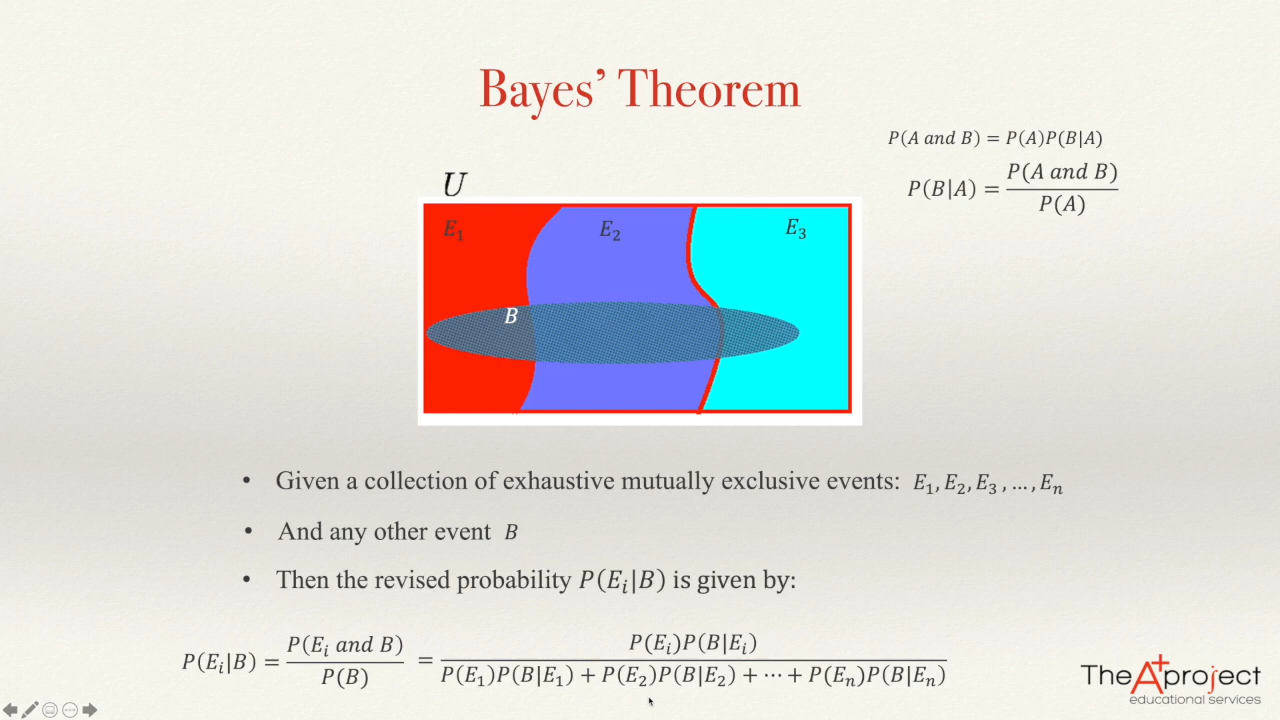 Bayes’ Theorem
P(A and B) = P(A)P(B|A)
P(B|A) = P(A and B) / P(A)
U
E₁ E₂ E₃
B
• Given a collection of exhaustive mutually exclusive events: E₁, E₂, E₃ , … , Eₙ
• And any other event B
• Then the revised probability P(Eᵢ|B) is given by:
P(Eᵢ|B) = P(Eᵢ and B) / P(B) = P(Eᵢ)P(B|Eᵢ) / P(E₁)P(B|E₁) + P(E₂)P(B|E₂) + ⋯ + P(Eₙ)P(B|Eₙ)
TheA+project
educational services